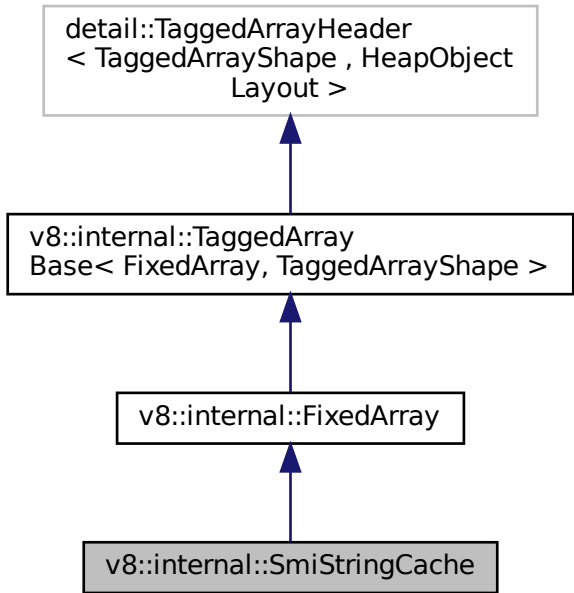 detail::TaggedArrayHeader
< TaggedArrayShape , HeapObject
Layout >
v8::internal::TaggedArray
Base< FixedArray, TaggedArrayShape >
v8::internal::FixedArray
v8::internal::SmiStringCache